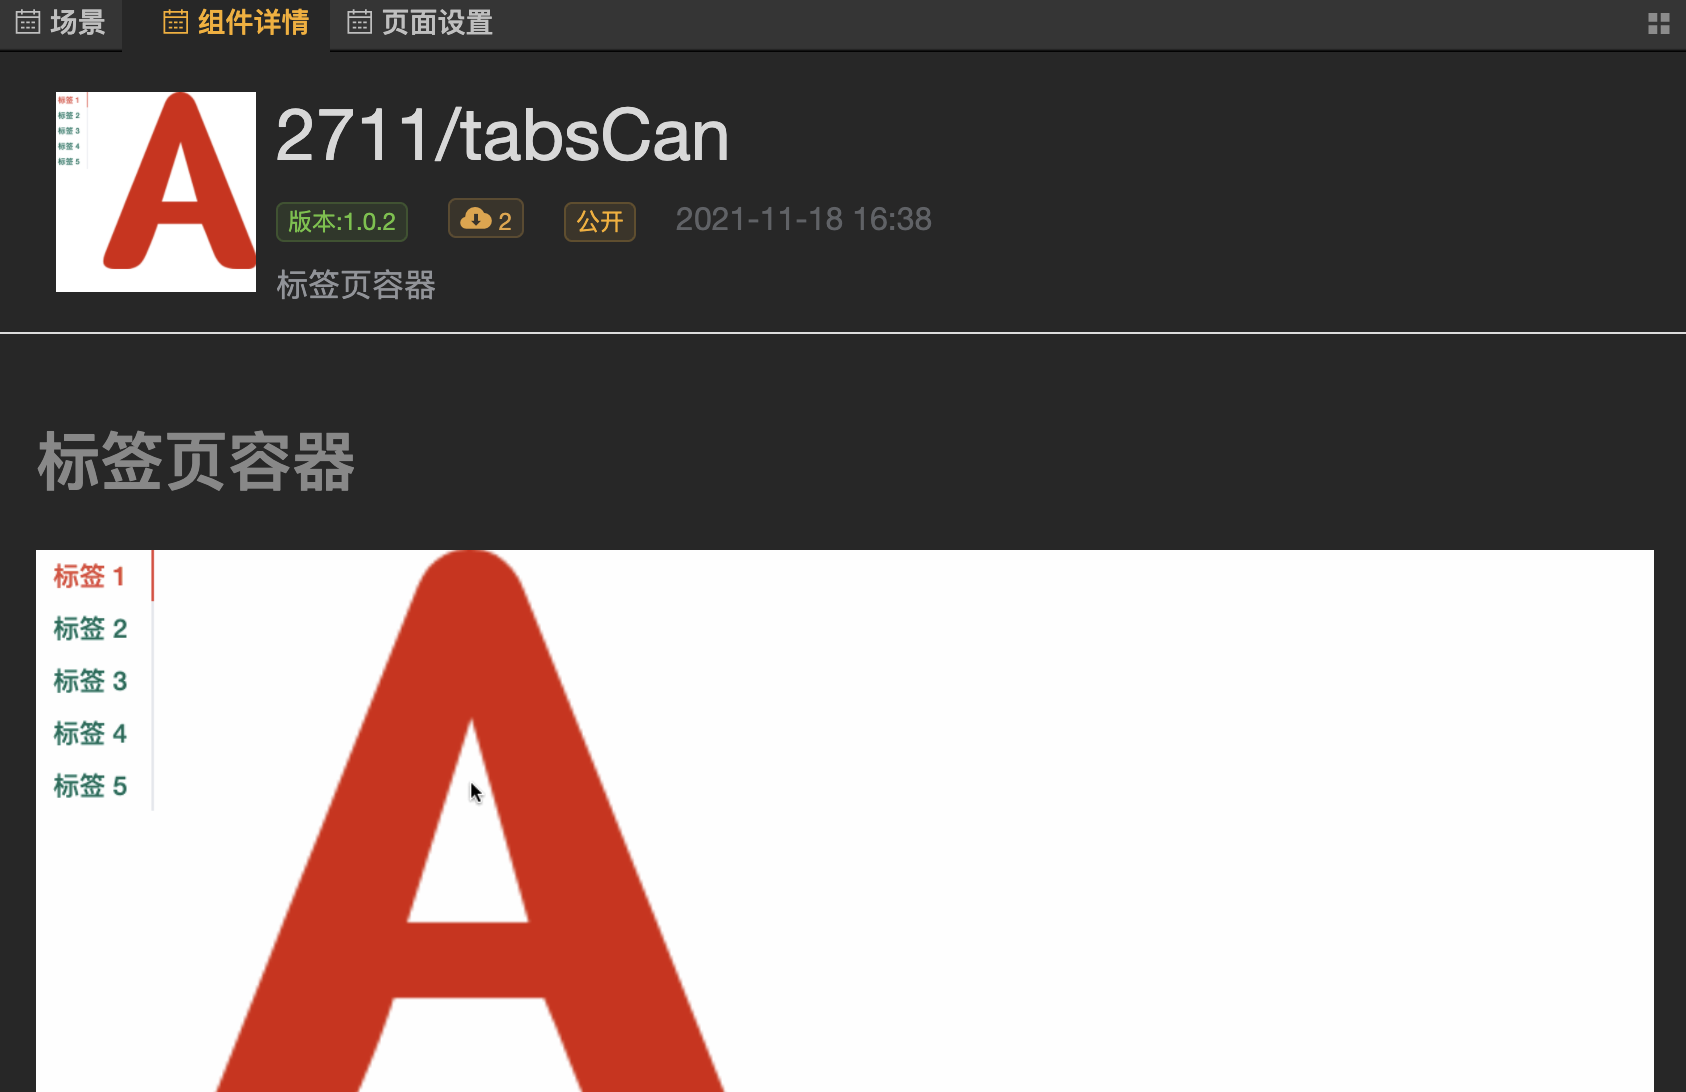 场景 组件详情 页面设置
标签 1
标签 2
标签 3
标签 4
标签 5
A
2711/tabsCan
版本:1.0.2 2 公开 2021-11-18 16:38
标签页容器
标签页容器
标签 1
标签 2
标签 3
标签 4
标签 5
A